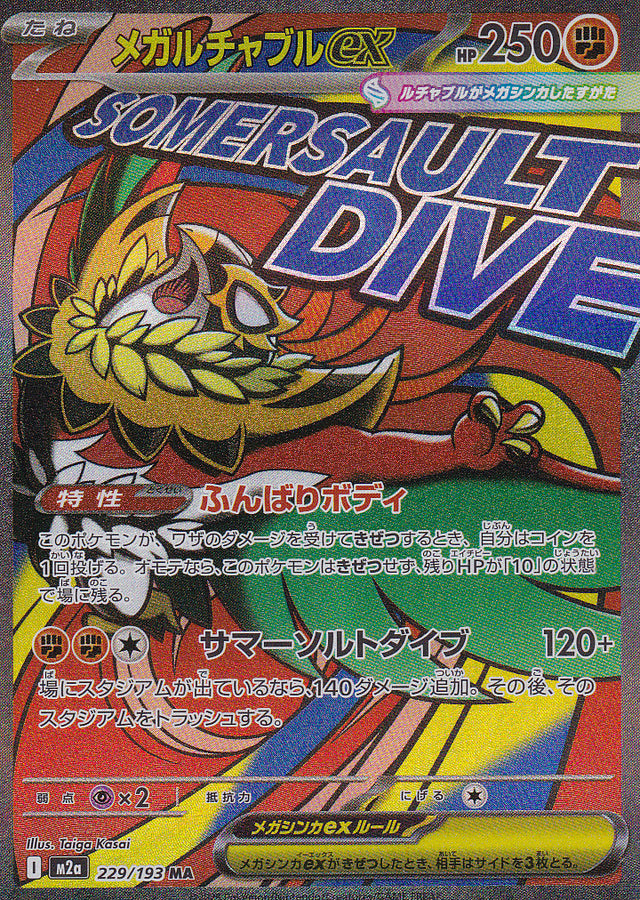 たね
メガルチャブルex
HP250
ルチャブルがメガシンカしたすがた
SOMERSAULT
DIVE
特性 とくせい ふんばりボディ
このポケモンが、ワザのダメージを受けてきぜつするとき、自分はコインを
1回投げる。オモテなら、このポケモンはきぜつせず、残りHPが「10」の状態
で場に残る。
サマーソルトダイブ 120+
場にスタジアムが出ているなら、140ダメージ追加。その後、その
スタジアムをトラッシュする。
弱点 ×2 抵抗力 にげる
Illus. Taiga Kasai
メガシンカexルール
メガシンカexがきぜつしたとき、相手はサイドを3枚とる。
I m2a 229/193 MA